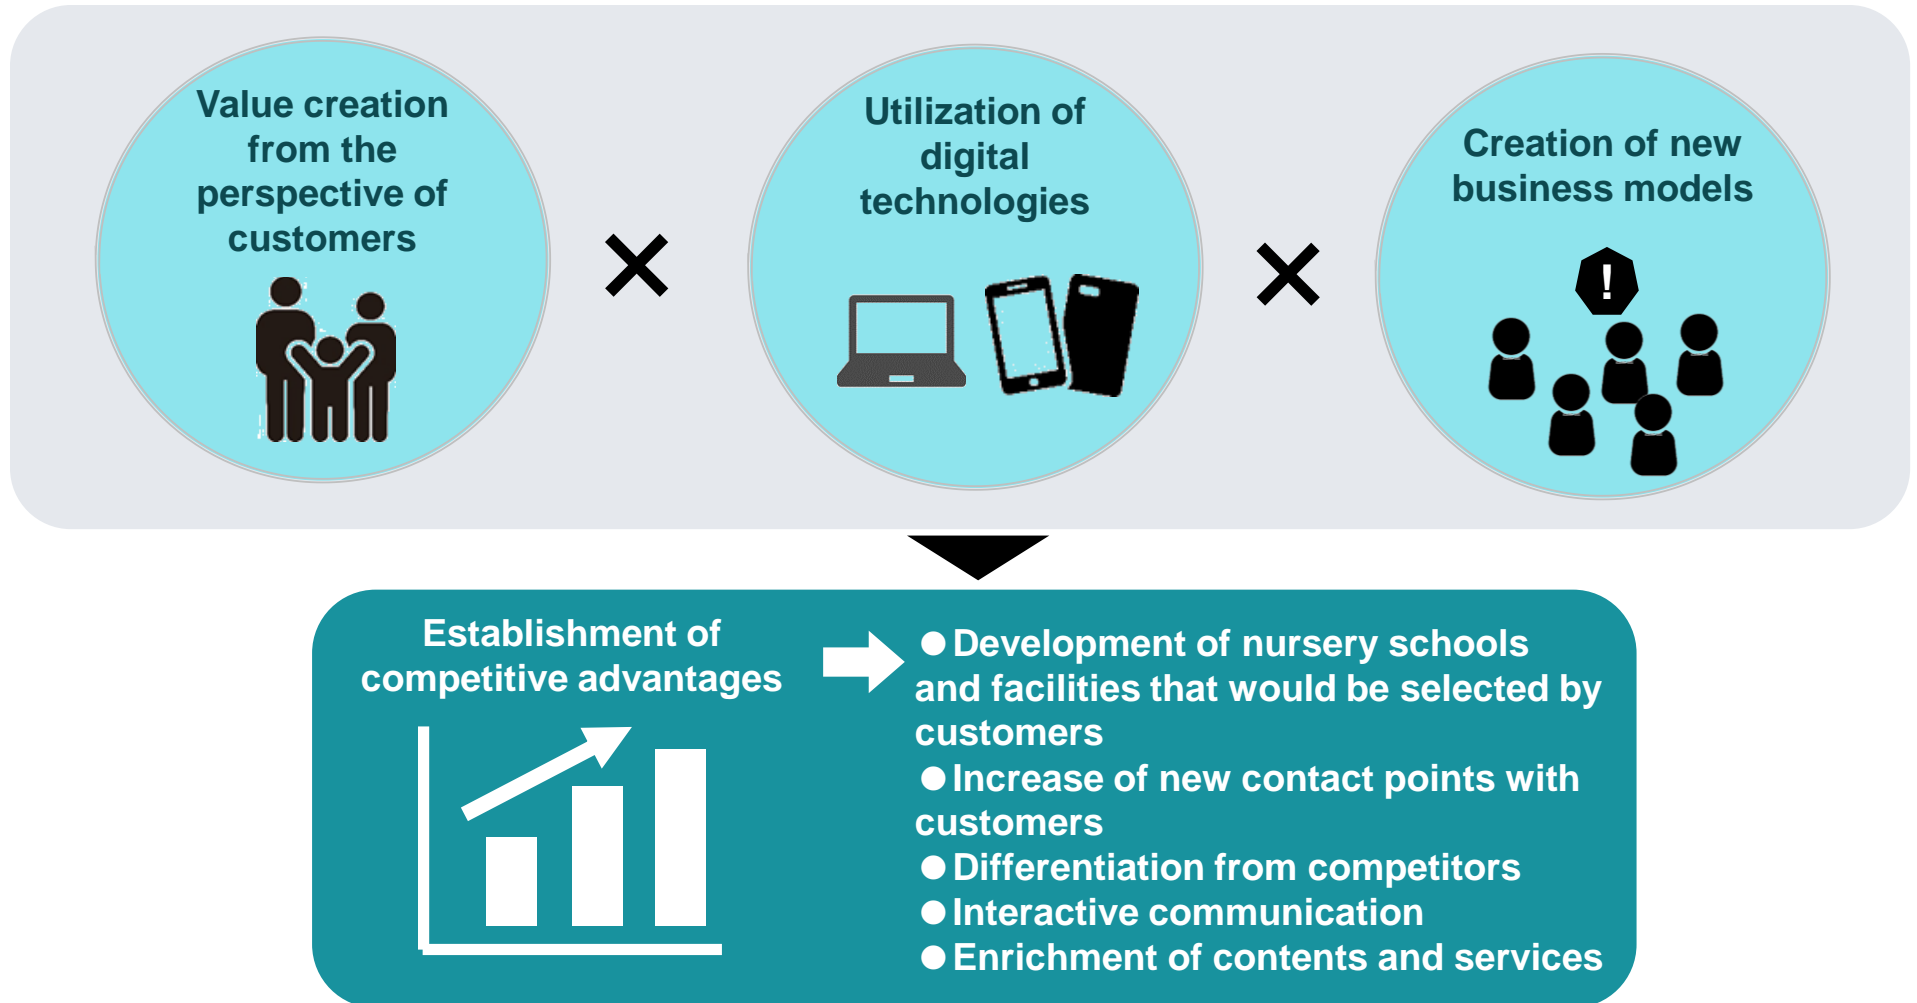 Value creation
from the
perspective of
customers
×
Utilization of
digital
technologies
×
Creation of new
business models
!
Establishment of
competitive advantages
●Development of nursery schools
and facilities that would be selected by
customers
●Increase of new contact points with
customers
●Differentiation from competitors
●Interactive communication
●Enrichment of contents and services